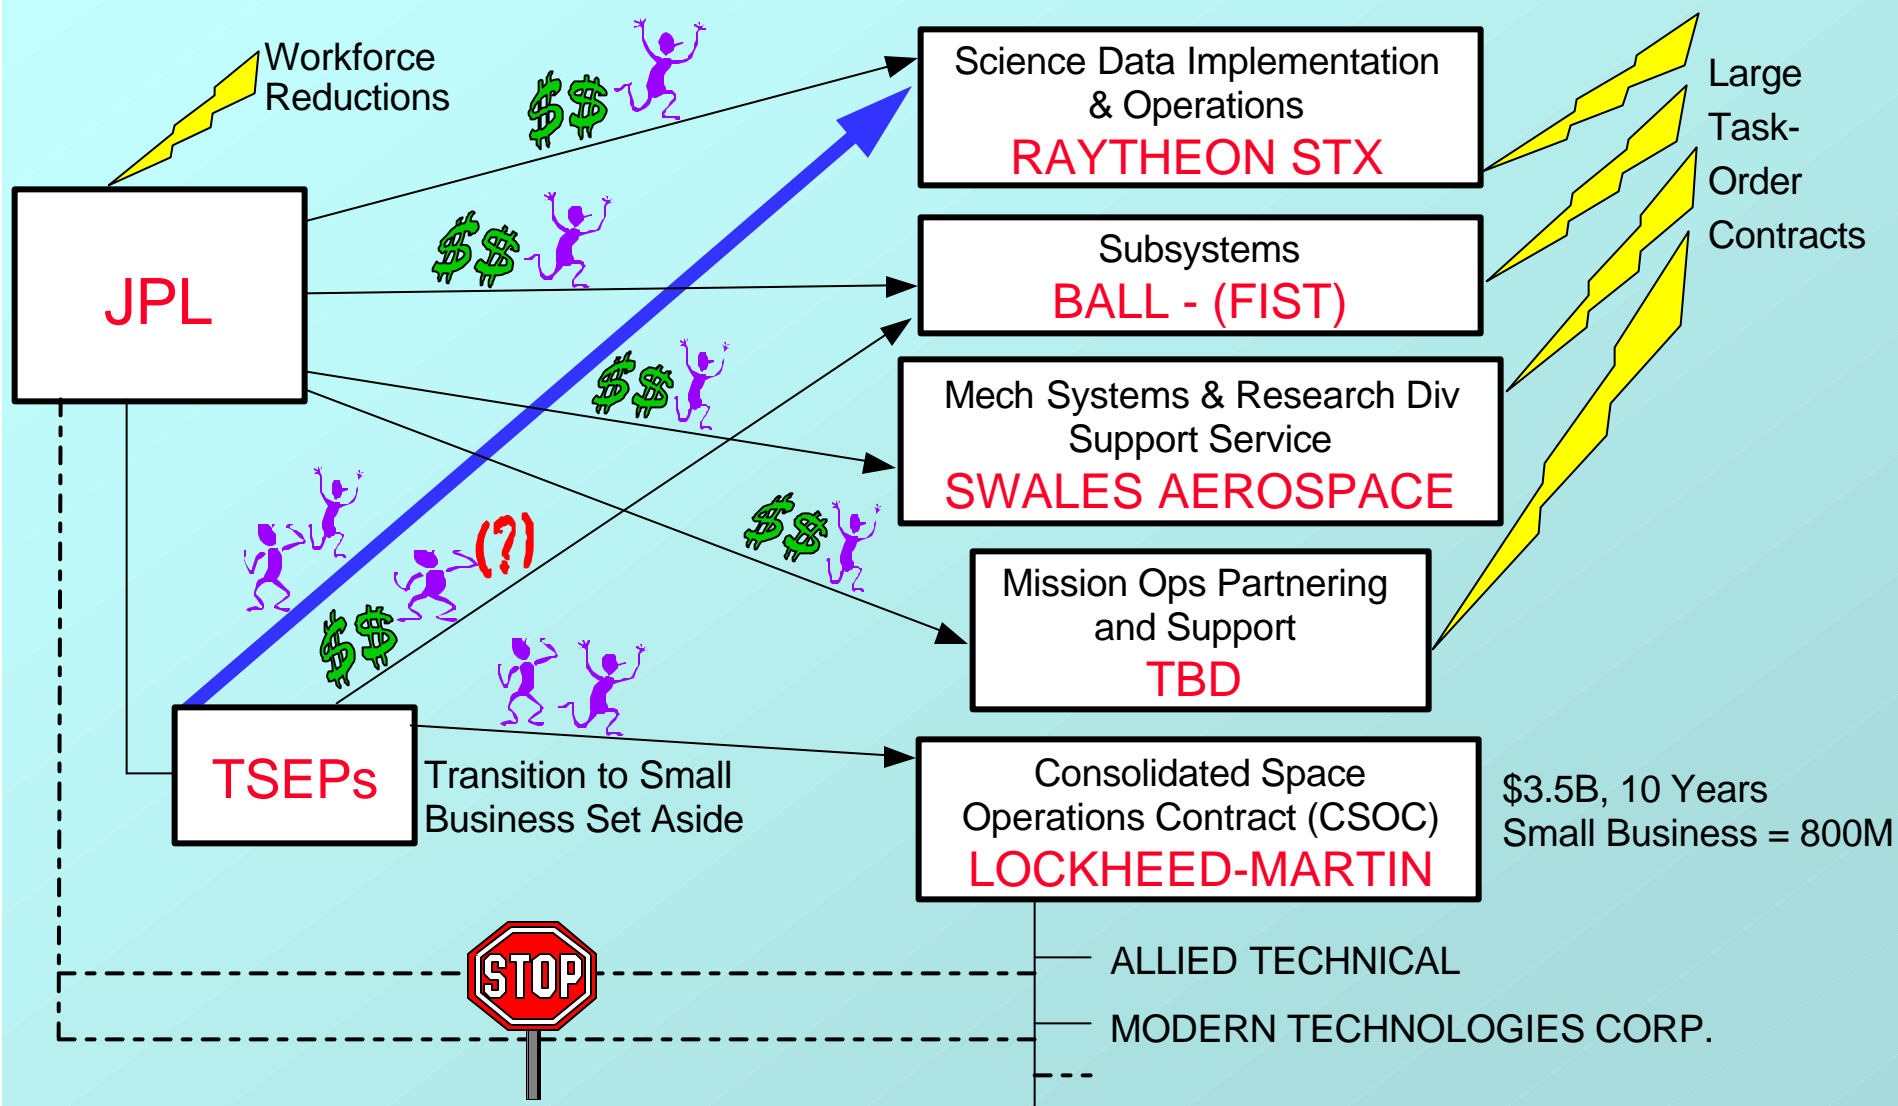 Workforce
Reductions
$$
$$
$$
$$
$$
(?)
JPL
TSEPs
Transition to Small
Business Set Aside
Science Data Implementation
& Operations
RAYTHEON STX
Subsystems
BALL - (FIST)
Mech Systems & Research Div
Support Service
SWALES AEROSPACE
Mission Ops Partnering
and Support
TBD
Consolidated Space
Operations Contract (CSOC)
LOCKHEED-MARTIN
Large
Task-
Order
Contracts
$3.5B, 10 Years
Small Business = 800M
STOP
ALLIED TECHNICAL
MODERN TECHNOLOGIES CORP.